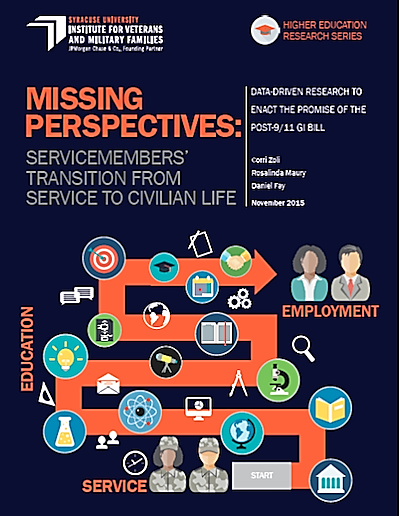 SYRACUSE UNIVERSITY
INSTITUTE FOR VETERANS
AND MILITARY FAMILIES
JPMorgan Chase & Co., Founding Partner
HIGHER EDUCATION
RESEARCH SERIES
MISSING
PERSPECTIVES:
SERVICEMEMBERS'
TRANSITION FROM
SERVICE TO CIVILIAN LIFE
DATA-DRIVEN RESEARCH TO
ENACT THE PROMISE OF THE
POST-9/11 GI BILL
Corri Zoli
Rosalinda Maury
Daniel Fay
November 2015
EMPLOYMENT
EDUCATION
SERVICE
START